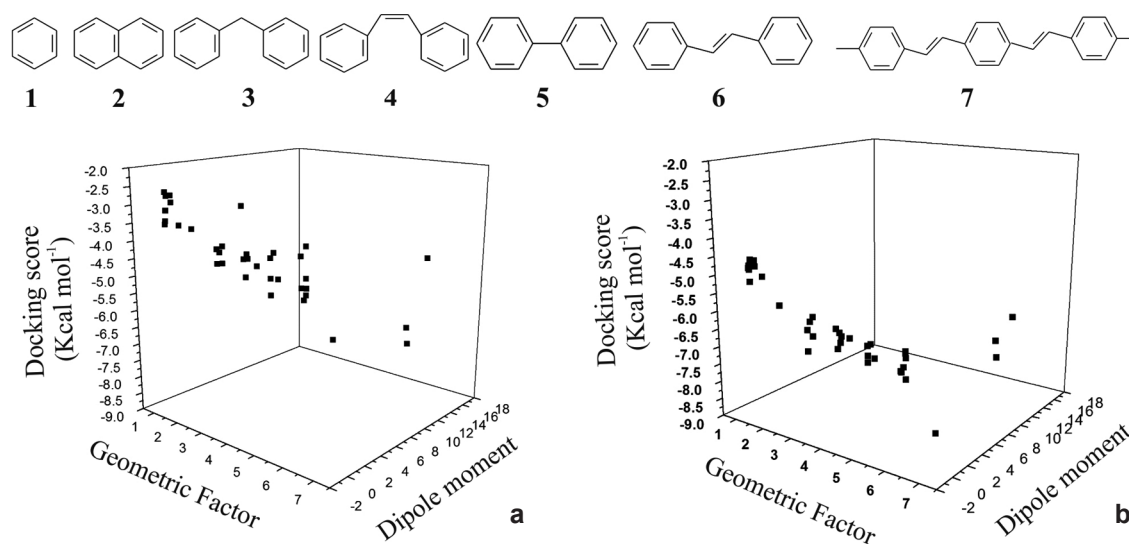 1 2 3 4 5 6 7
-2.0
-2.5
-3.0
-3.5
-4.0
-4.5
-5.0
-5.5
-6.0
-6.5
-7.0
-7.5
-8.0
-8.5
-9.0
Docking score
(Kcal mol⁻¹)
1 2 3 4 5 6 7
Geometric Factor
-2 0 2 4 6 8 10 12 14 16 18
Dipole moment
a
-2.0
-2.5
-3.0
-3.5
-4.0
-4.5
-5.0
-5.5
-6.0
-6.5
-7.0
-7.5
-8.0
-8.5
-9.0
Docking score
(Kcal mol⁻¹)
1 2 3 4 5 6 7
Geometric Factor
-2 0 2 4 6 8 10 12 14 16 18
Dipole moment
b